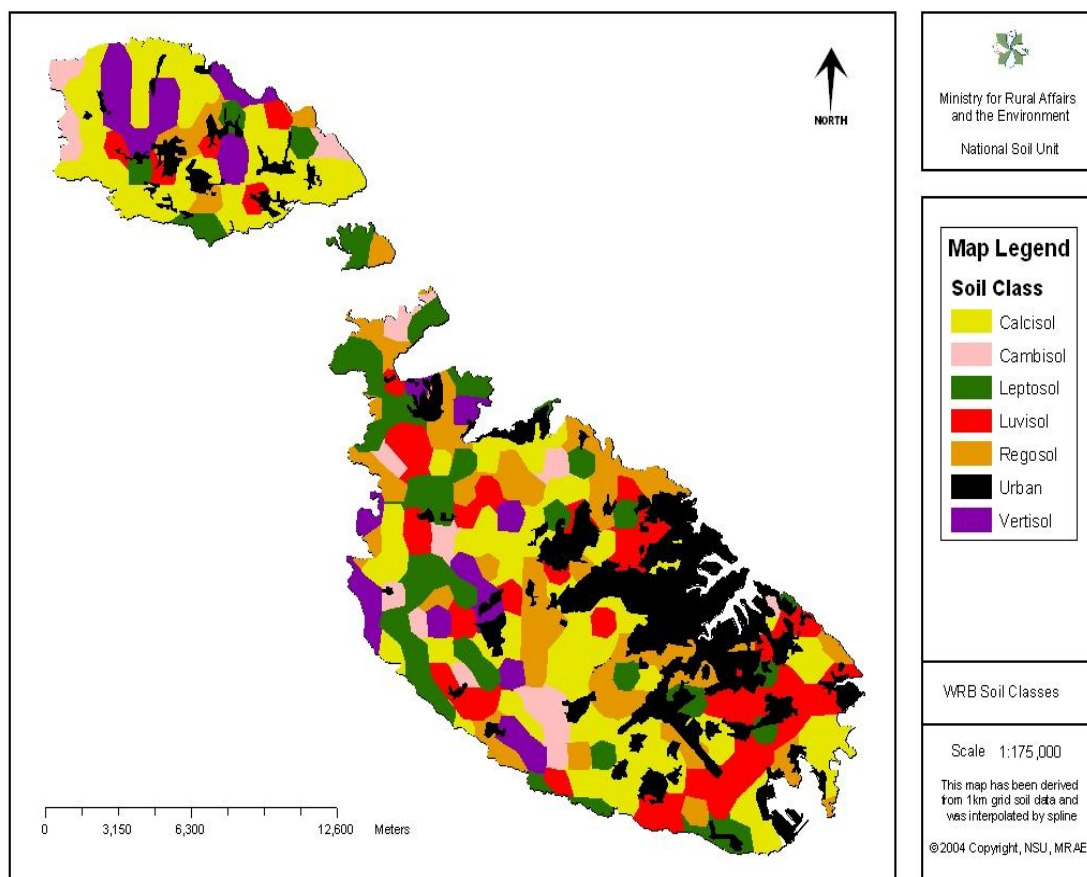 NORTH
0 3,150 6,300 12,600 Meters
Ministry for Rural Affairs
and the Environment
National Soil Unit
Map Legend
Soil Class
Calcisol
Cambisol
Leptosol
Luvisol
Regosol
Urban
Vertisol
WRB Soil Classes
Scale 1:175,000
This map has been derived
from 1km grid soil data and
was interpolated by spline
©2004 Copyright, NSU, MRAE